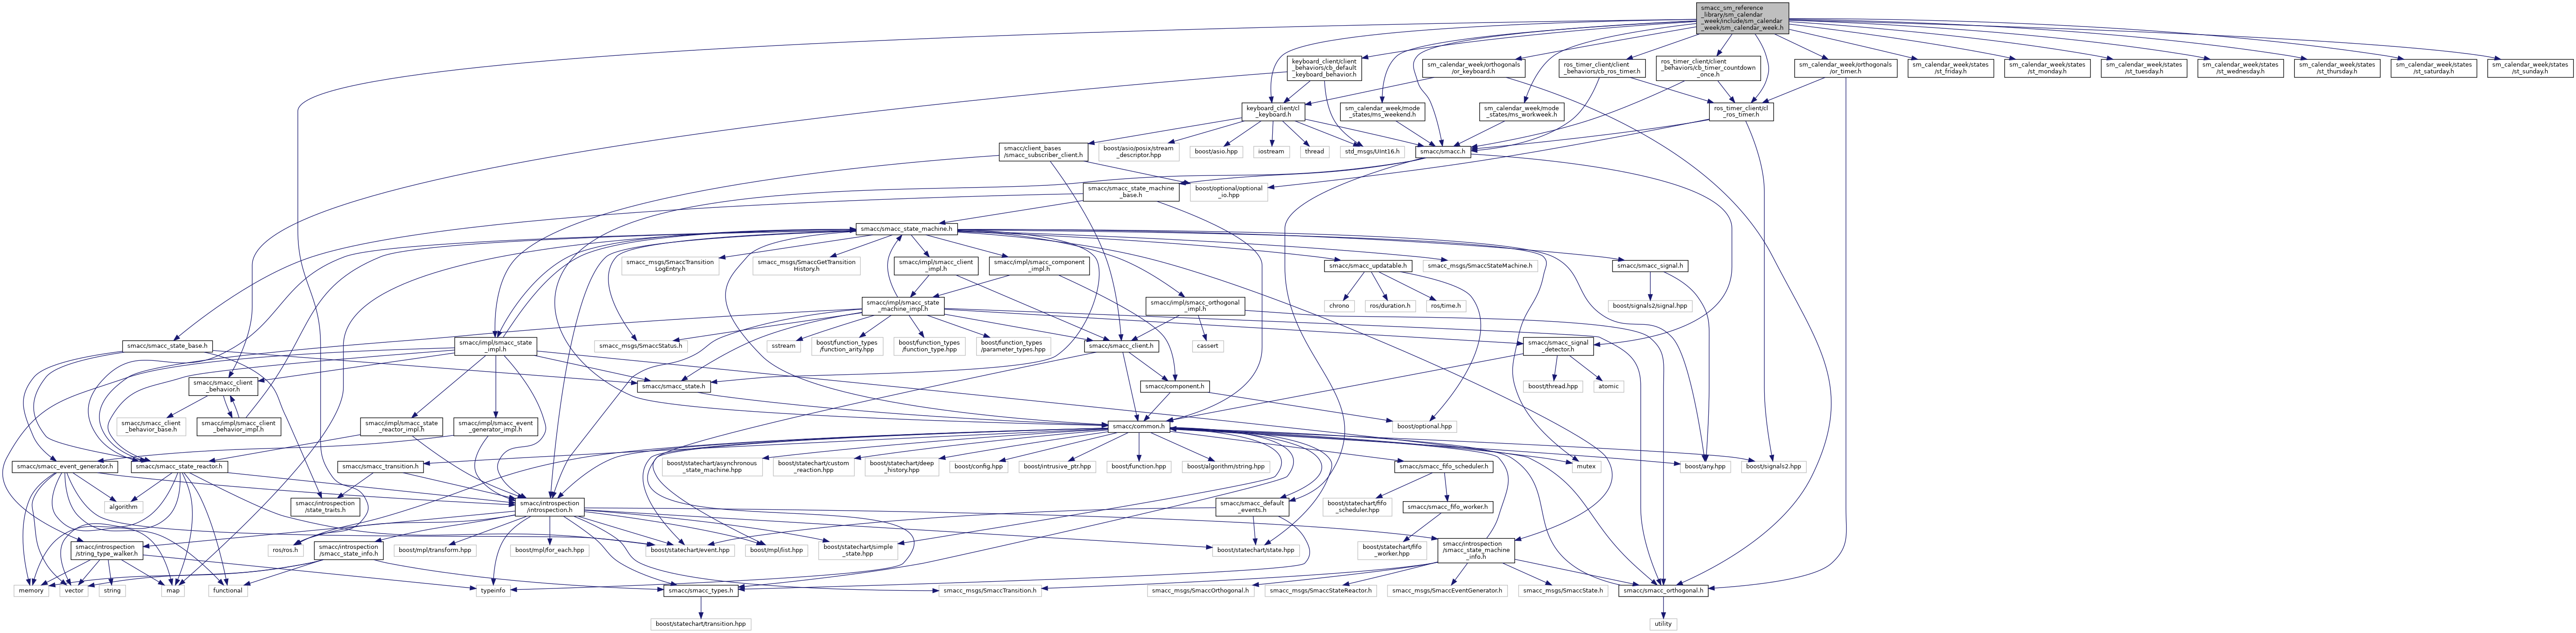 smacc_sm_reference
_library/sm_calendar
_week/include/sm_calendar
_week/sm_calendar_week.h
keyboard_client/client
_behaviors/cb_default
_keyboard_behavior.h
sm_calendar_week/orthogonals
/or_keyboard.h
ros_timer_client/client
_behaviors/cb_ros_timer.h
ros_timer_client/client
_behaviors/cb_timer_countdown
_once.h
sm_calendar_week/orthogonals
/or_timer.h
sm_calendar_week/states
/st_friday.h
sm_calendar_week/states
/st_monday.h
sm_calendar_week/states
/st_tuesday.h
sm_calendar_week/states
/st_wednesday.h
sm_calendar_week/states
/st_thursday.h
sm_calendar_week/states
/st_saturday.h
sm_calendar_week/states
/st_sunday.h
keyboard_client/cl
_keyboard.h
sm_calendar_week/mode
_states/ms_weekend.h
sm_calendar_week/mode
_states/ms_workweek.h
ros_timer_client/cl
_ros_timer.h
smacc/client_bases
/smacc_subscriber_client.h
boost/asio/posix/stream
_descriptor.hpp
boost/asio.hpp
iostream
thread
std_msgs/UInt16.h
smacc/smacc.h
smacc/smacc_state_machine
_base.h
boost/optional/optional
_io.hpp
smacc/smacc_state_machine.h
smacc_msgs/SmaccTransition
LogEntry.h
smacc_msgs/SmaccGetTransition
History.h
smacc/impl/smacc_client
_impl.h
smacc/impl/smacc_component
_impl.h
smacc/smacc_updatable.h
smacc_msgs/SmaccStateMachine.h
smacc/smacc_signal.h
smacc/impl/smacc_state
_machine_impl.h
smacc/impl/smacc_orthogonal
_impl.h
chrono
ros/duration.h
ros/time.h
boost/signals2/signal.hpp
smacc/smacc_state_base.h
smacc/impl/smacc_state
_impl.h
smacc_msgs/SmaccStatus.h
sstream
boost/function_types
/function_arity.hpp
boost/function_types
/function_type.hpp
boost/function_types
/parameter_types.hpp
smacc/smacc_client.h
cassert
smacc/smacc_signal
_detector.h
smacc/smacc_client
_behavior.h
smacc/smacc_state.h
smacc/component.h
boost/thread.hpp
atomic
smacc/smacc_client
_behavior_base.h
smacc/impl/smacc_client
_behavior_impl.h
smacc/impl/smacc_state
_reactor_impl.h
smacc/impl/smacc_event
_generator_impl.h
smacc/common.h
boost/optional.hpp
smacc/smacc_event_generator.h
smacc/smacc_state_reactor.h
smacc/smacc_transition.h
boost/statechart/asynchronous
_state_machine.hpp
boost/statechart/custom
_reaction.hpp
boost/statechart/deep
_history.hpp
boost/config.hpp
boost/intrusive_ptr.hpp
boost/function.hpp
boost/algorithm/string.hpp
smacc/smacc_fifo_scheduler.h
mutex
boost/any.hpp
boost/signals2.hpp
algorithm
smacc/introspection
/state_traits.h
smacc/introspection
/introspection.h
smacc/smacc_default
_events.h
boost/statechart/fifo
_scheduler.hpp
smacc/smacc_fifo_worker.h
smacc/introspection
/string_type_walker.h
ros/ros.h
smacc/introspection
/smacc_state_info.h
boost/mpl/transform.hpp
boost/mpl/for_each.hpp
boost/statechart/event.hpp
boost/mpl/list.hpp
boost/statechart/simple
_state.hpp
boost/statechart/state.hpp
boost/statechart/fifo
_worker.hpp
smacc/introspection
/smacc_state_machine
_info.h
memory
vector
string
map
functional
typeinfo
smacc/smacc_types.h
smacc_msgs/SmaccTransition.h
smacc_msgs/SmaccOrthogonal.h
smacc_msgs/SmaccStateReactor.h
smacc_msgs/SmaccEventGenerator.h
smacc_msgs/SmaccState.h
smacc/smacc_orthogonal.h
boost/statechart/transition.hpp
utility